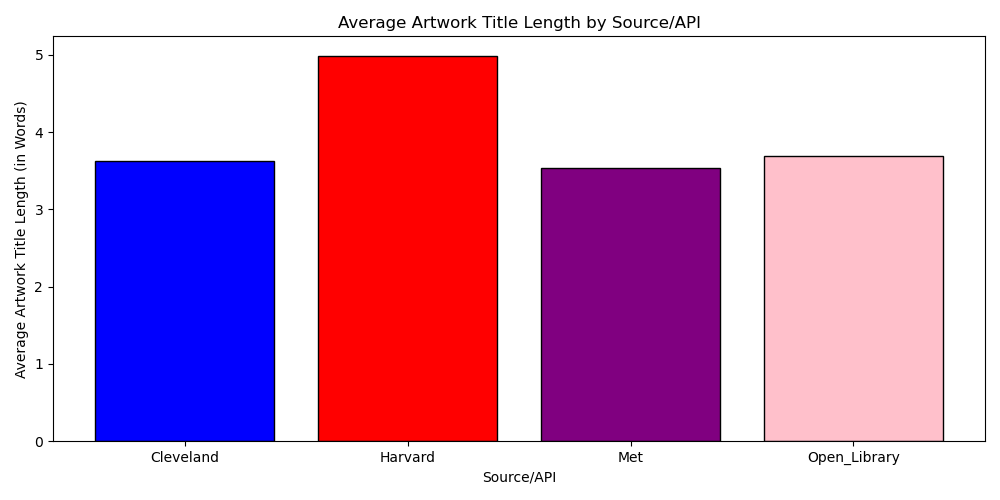 Average Artwork Title Length by Source/API
Average Artwork Title Length (in Words)
5
4
3
2
1
0
Cleveland Harvard Met Open_Library
Source/API